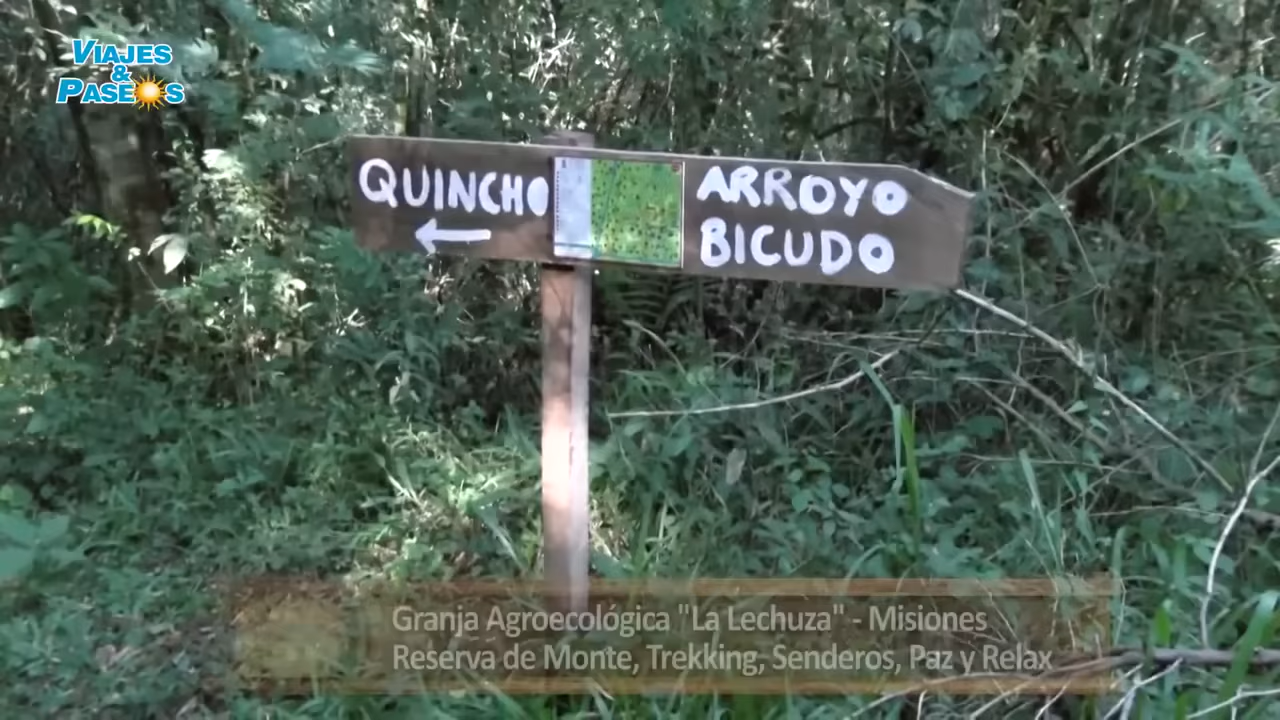 VIAJES
&
PASEOS
QUINCHO
ARROYO
BICUDO
Granja Agroecológica "La Lechuza" - Misiones
Reserva de Monte, Trekking, Senderos, Paz y Relax